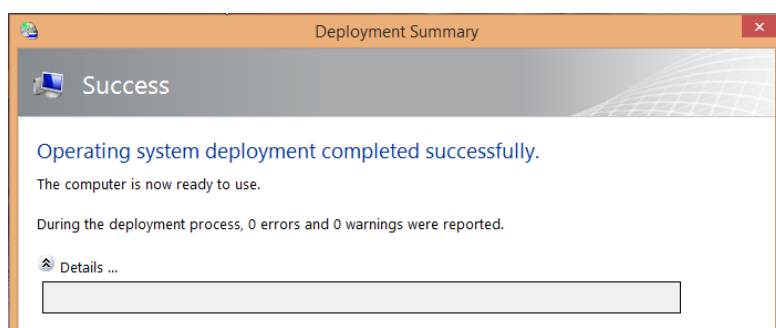 Deployment Summary
Success
Operating system deployment completed successfully.
The computer is now ready to use.
During the deployment process, 0 errors and 0 warnings were reported.
Details ...